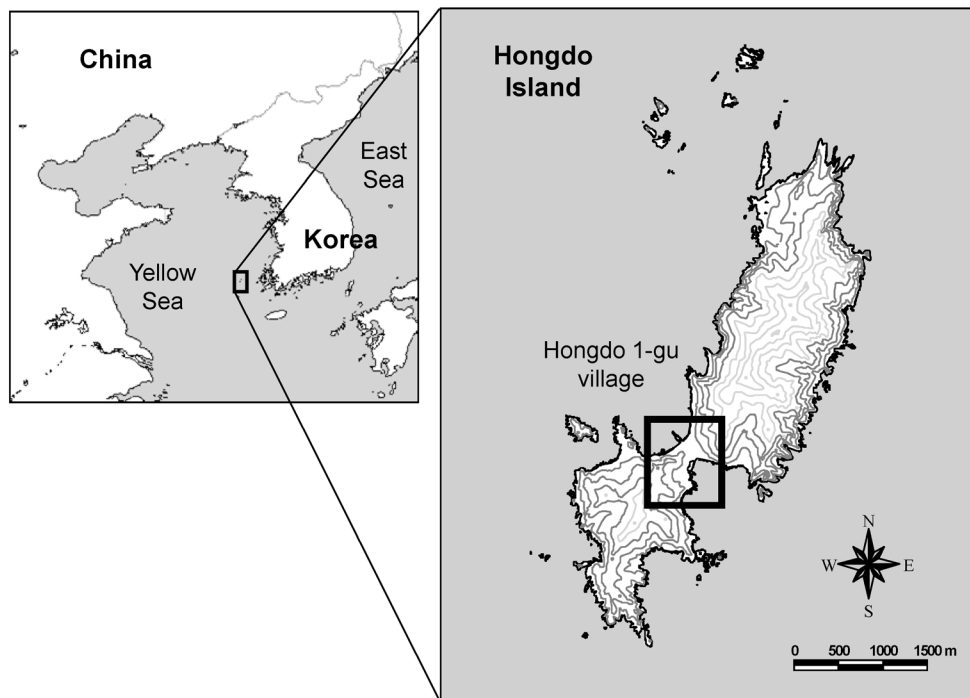 China
East
Sea
Korea
Yellow
Sea
Hongdo
Island
Hongdo 1-gu
village
N
W E
S
0 500 1000 1500 m